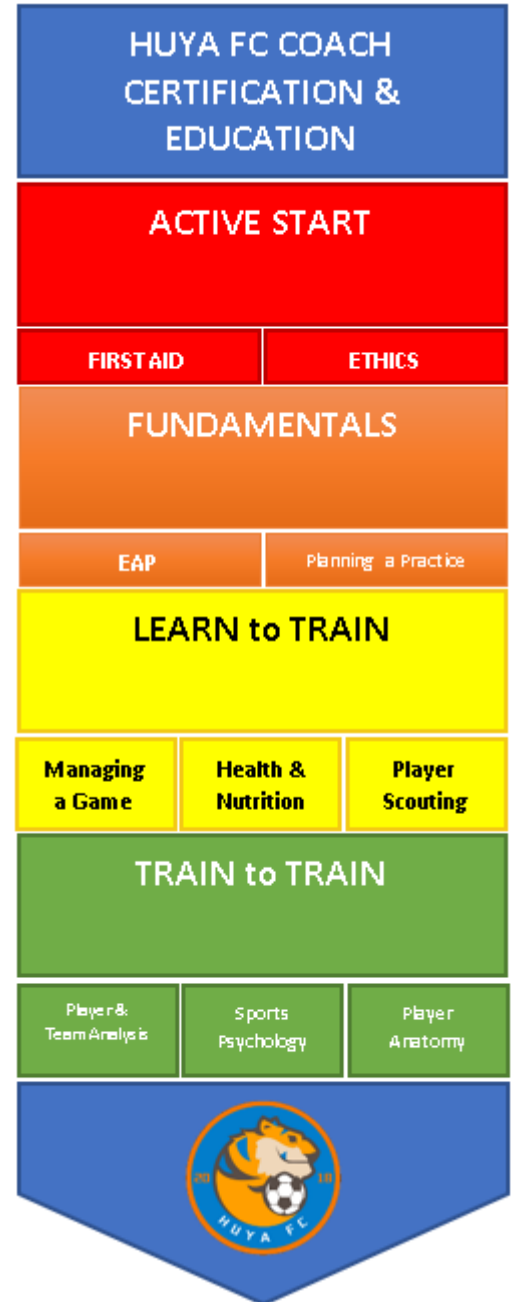 HUYA FC COACH
CERTIFICATION &
EDUCATION
ACTIVE START
FIRST AID
ETHICS
FUNDAMENTALS
EAP
Planning a Practice
LEARN to TRAIN
Managing
a Game
Health &
Nutrition
Player
Scouting
TRAIN to TRAIN
Player &
Team Analysis
Sports
Psychology
Player
Anatomy
20 18
HUYA FC